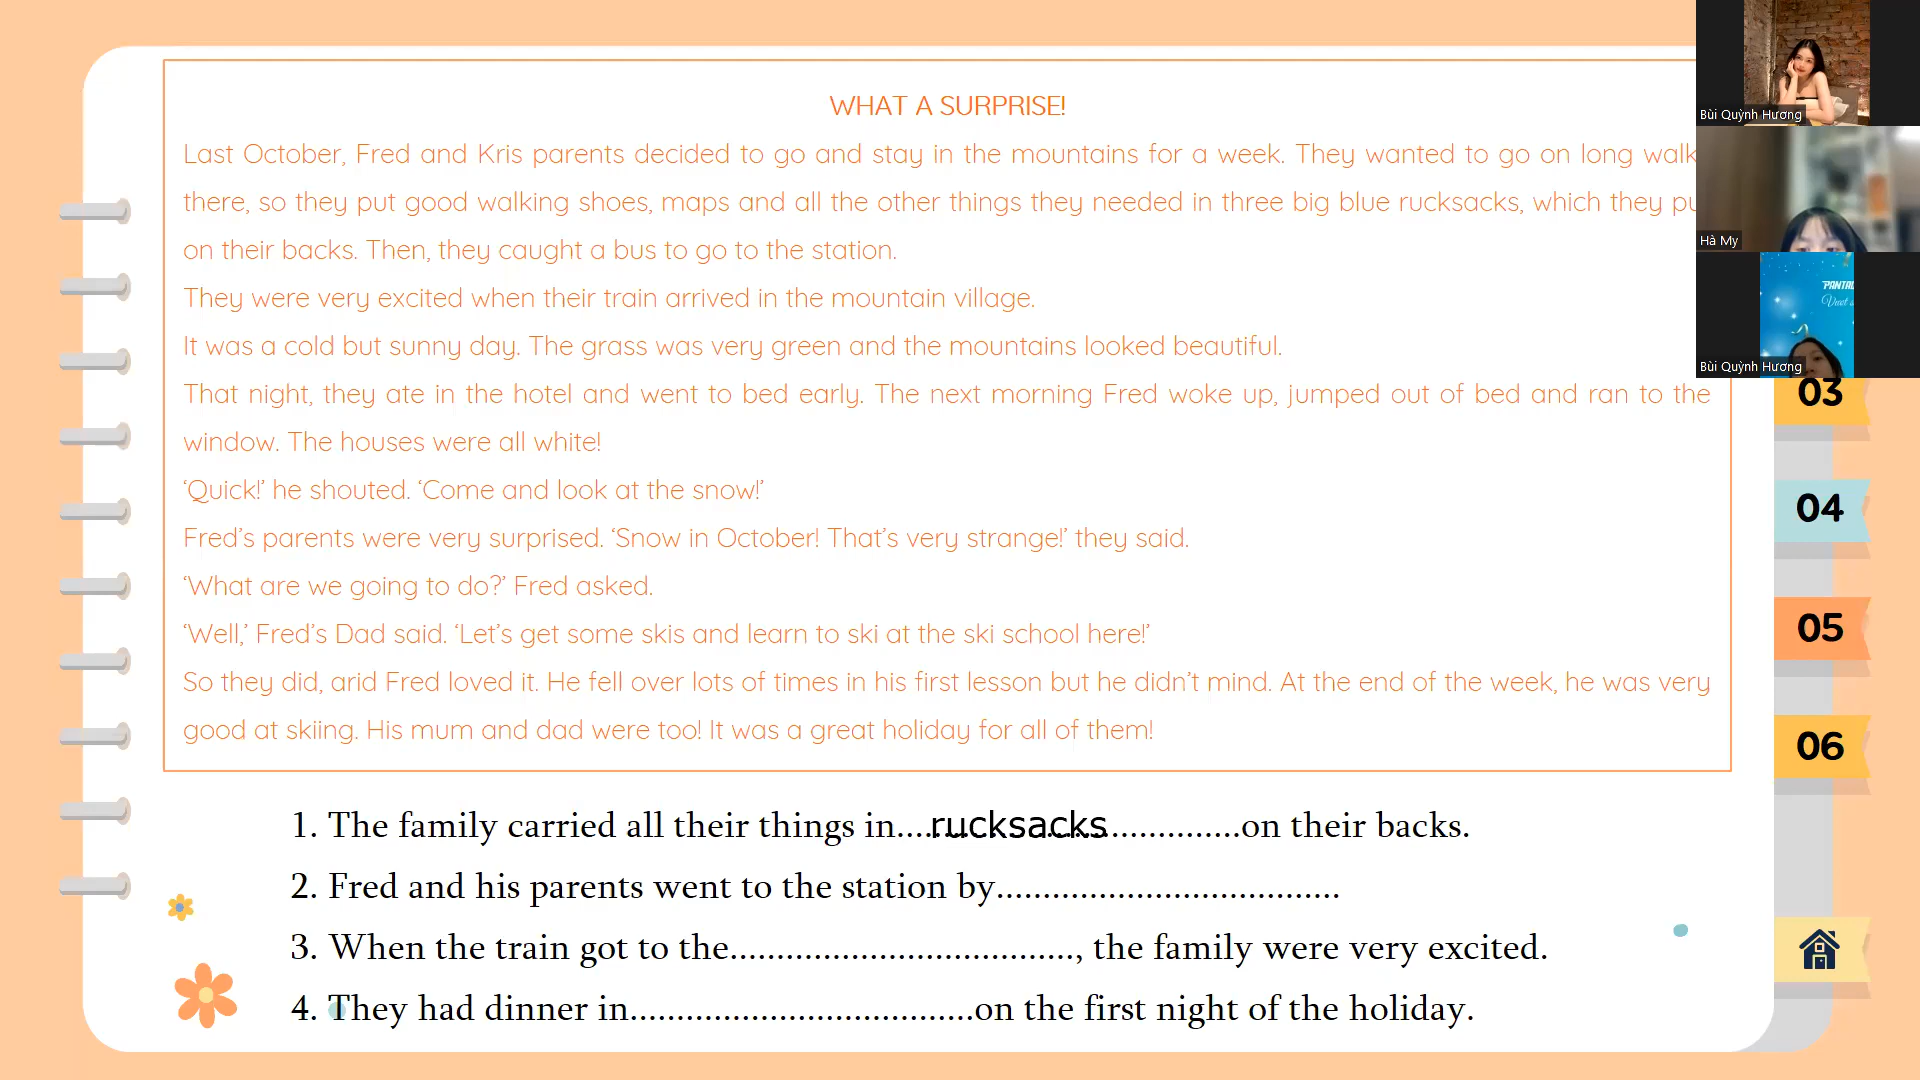 WHAT A SURPRISE!
Last October, Fred and Kris parents decided to go and stay in the mountains for a week. They wanted to go on long walk
there, so they put good walking shoes, maps and all the other things they needed in three big blue rucksacks, which they pu
on their backs. Then, they caught a bus to go to the station.
They were very excited when their train arrived in the mountain village.
It was a cold but sunny day. The grass was very green and the mountains looked beautiful.
That night, they ate in the hotel and went to bed early. The next morning Fred woke up, jumped out of bed and ran to the
window. The houses were all white!
‘Quick!’ he shouted. ‘Come and look at the snow!’
Fred’s parents were very surprised. ‘Snow in October! That’s very strange!’ they said.
‘What are we going to do?’ Fred asked.
‘Well,’ Fred’s Dad said. ‘Let’s get some skis and learn to ski at the ski school here!’
So they did, arid Fred loved it. He fell over lots of times in his first lesson but he didn’t mind. At the end of the week, he was very
good at skiing. His mum and dad were too! It was a great holiday for all of them!
1. The family carried all their things in....rucksacks..............on their backs.
2. Fred and his parents went to the station by.....................................
3. When the train got to the....................................., the family were very excited.
4. They had dinner in.....................................on the first night of the holiday.
Bùi Quỳnh Hương
Hà My
PANTA
Bùi Quỳnh Hương
03
04
05
06